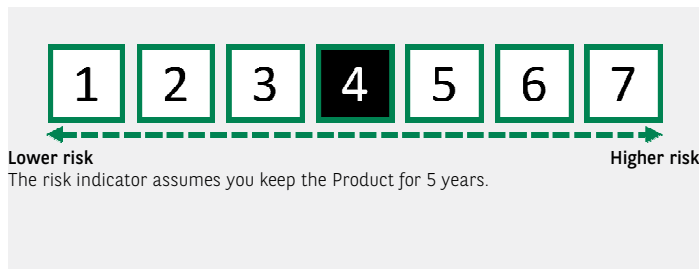 1 2 3 4 5 6 7
Lower risk Higher risk
The risk indicator assumes you keep the Product for 5 years.